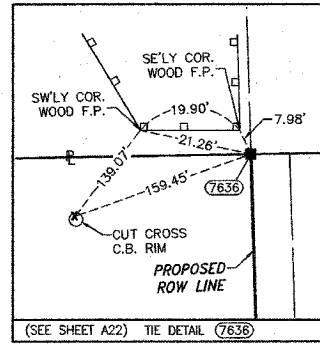 SE'LY COR.
WOOD F.P.
SW'LY COR.
WOOD F.P.
19.90'
7.98'
21.26'
139.07'
159.45'
PL
7636
CUT CROSS
C.B. RIM
PROPOSED
ROW LINE
(SEE SHEET A22) TIE DETAIL 7636